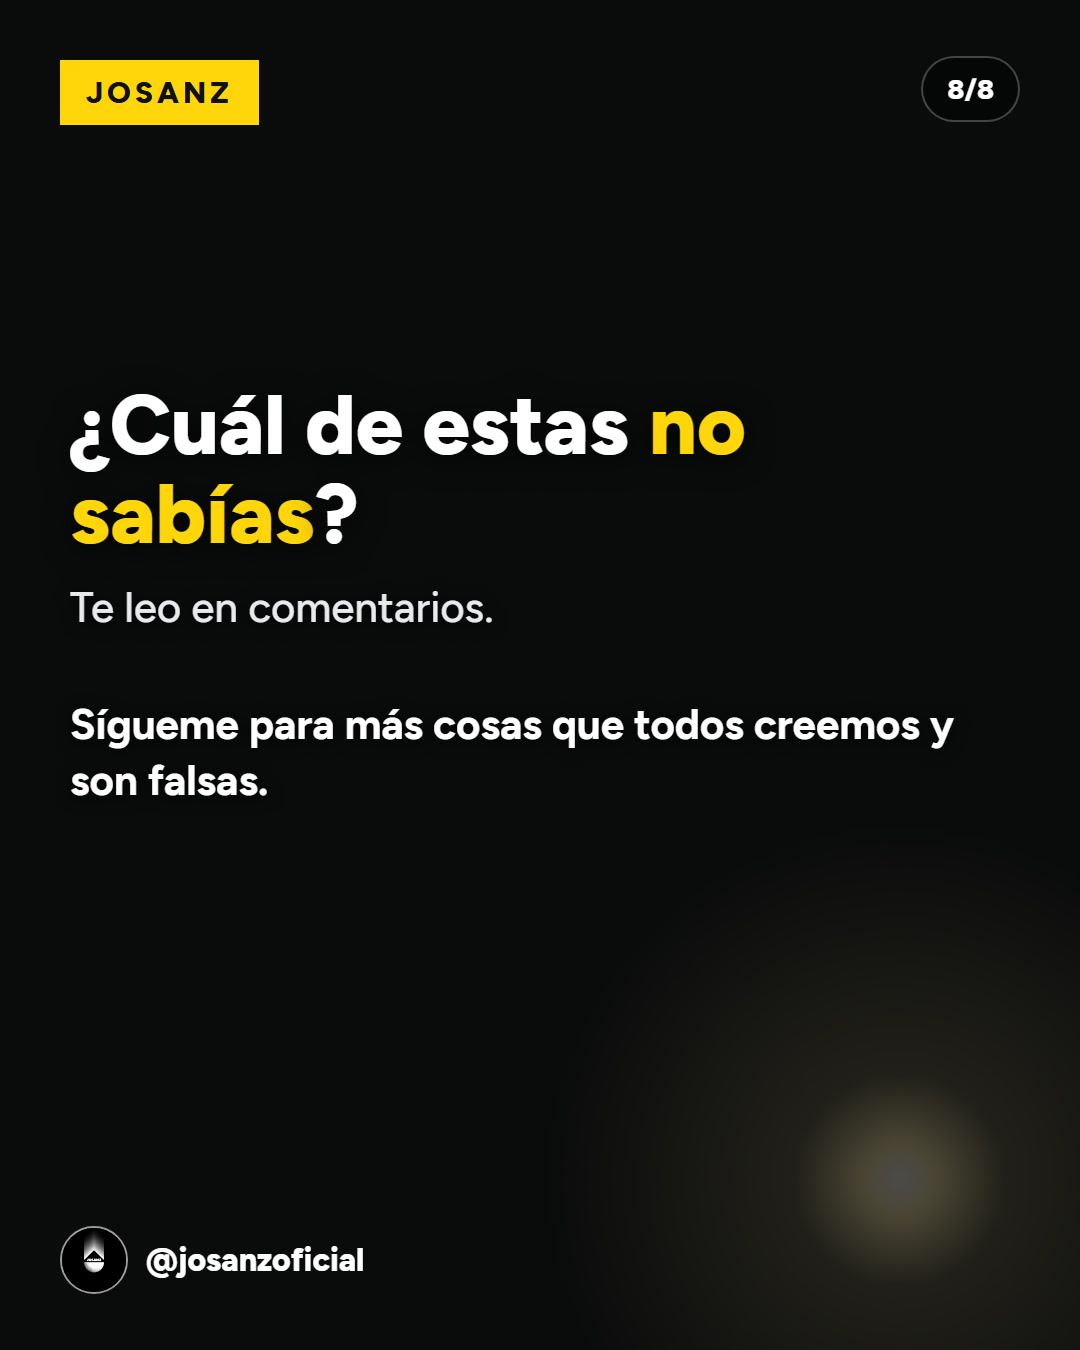 JOSANZ
8/8
¿Cuál de estas no
sabías?
Te leo en comentarios.
Sígueme para más cosas que todos creemos y
son falsas.
@josanzoficial